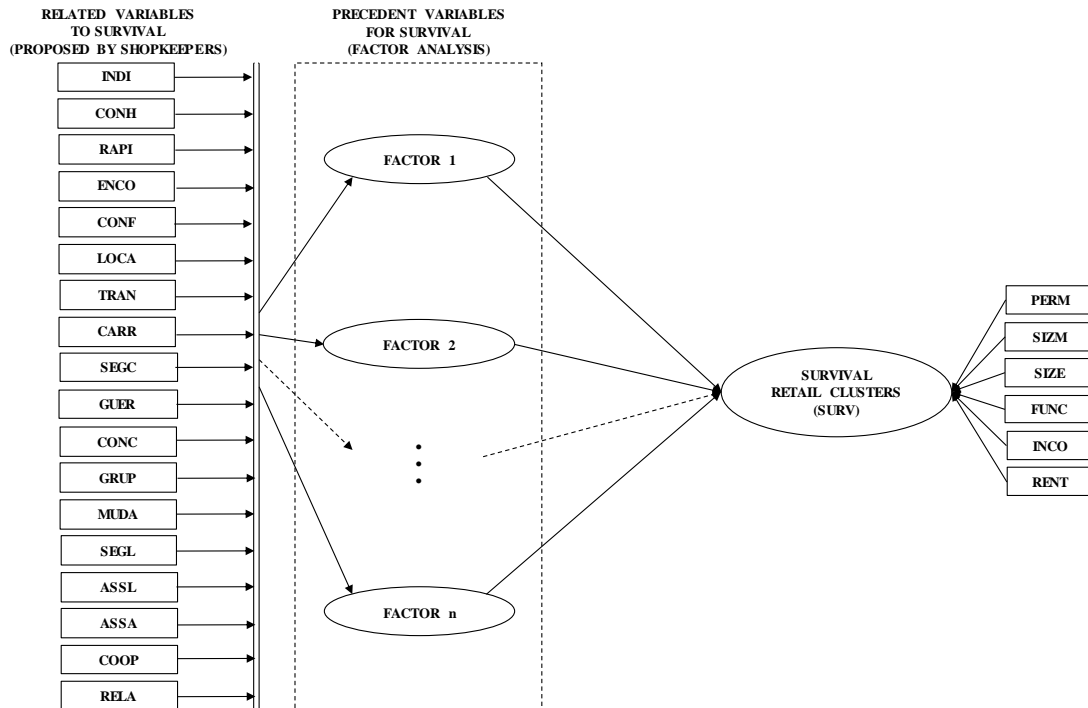 RELATED VARIABLES
TO SURVIVAL
(PROPOSED BY SHOPKEEPERS)
PRECEDENT VARIABLES
FOR SURVIVAL
(FACTOR ANALYSIS)
INDI
CONH
RAPI
ENCO
CONF
LOCA
TRAN
CARR
SEGC
GUER
CONC
GRUP
MUDA
SEGL
ASSL
ASSA
COOP
RELA
FACTOR 1
FACTOR 2
FACTOR n
SURVIVAL
RETAIL CLUSTERS
(SURV)
PERM
SIZM
SIZE
FUNC
INCO
RENT